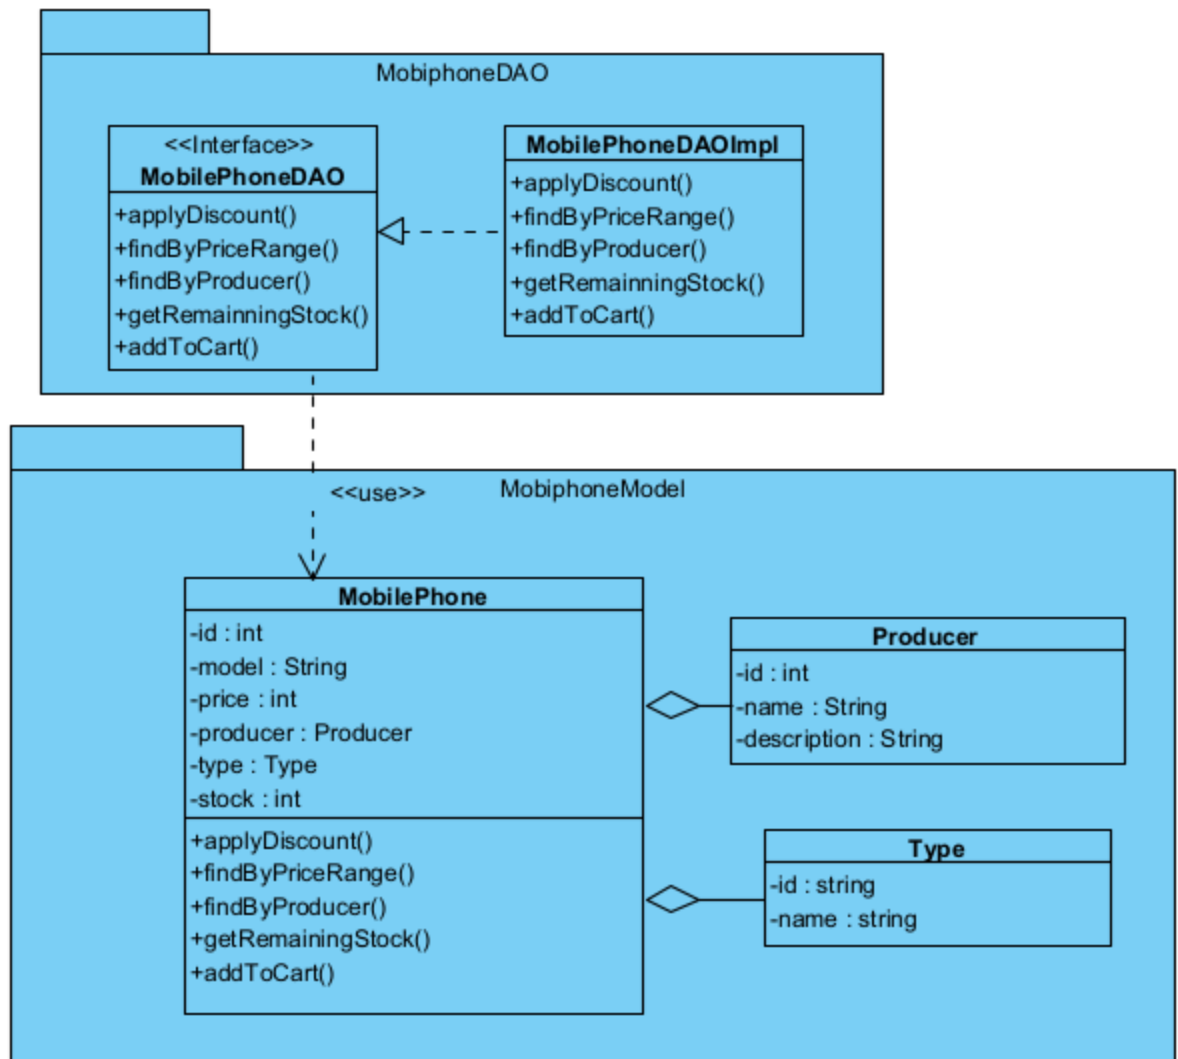 MobiphoneDAO
<<Interface>>
MobilePhoneDAO
+applyDiscount()
+findByPriceRange()
+findByProducer()
+getRemainningStock()
+addToCart()
MobilePhoneDAOImpl
+applyDiscount()
+findByPriceRange()
+findByProducer()
+getRemainningStock()
+addToCart()
<<use>>
MobiphoneModel
MobilePhone
-id : int
-model : String
-price : int
-producer : Producer
-type : Type
-stock : int
+applyDiscount()
+findByPriceRange()
+findByProducer()
+getRemainingStock()
+addToCart()
Producer
-id : int
-name : String
-description : String
Type
-id : string
-name : string